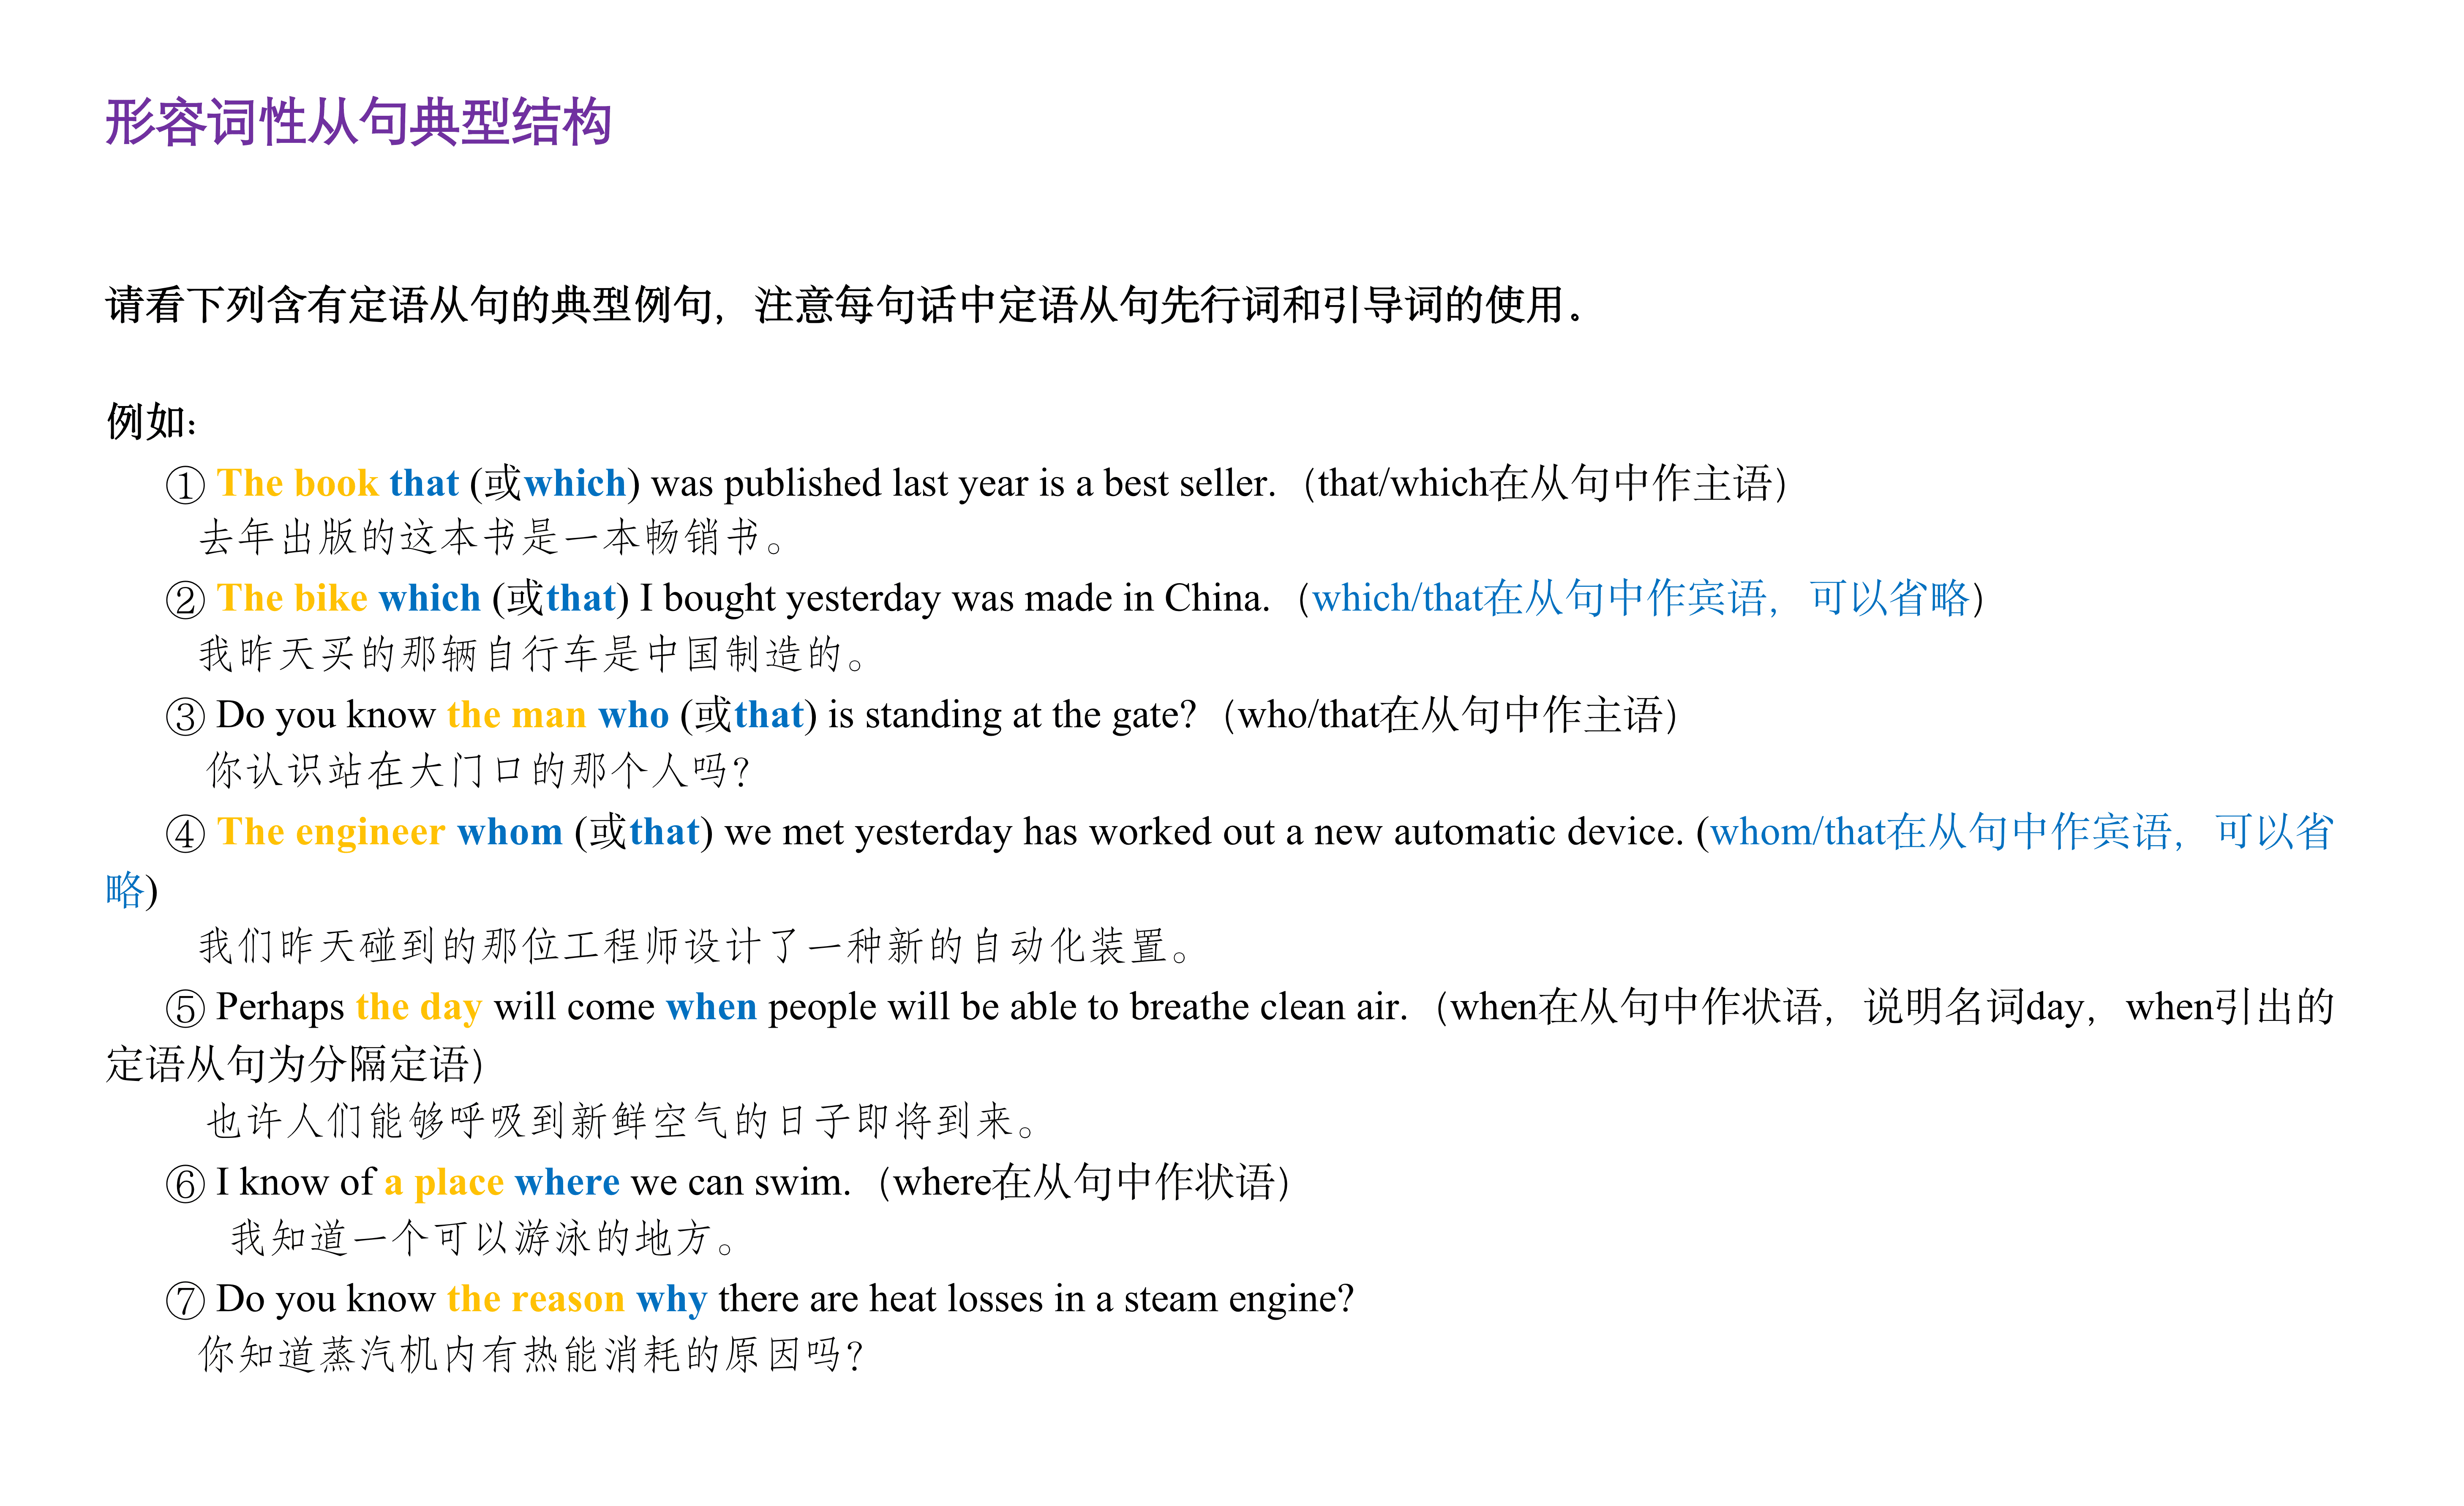 形容词性从句典型结构
请看下列含有定语从句的典型例句，注意每句话中定语从句先行词和引导词的使用。
例如：
① The book that (或which) was published last year is a best seller.（that/which在从句中作主语）
去年出版的这本书是一本畅销书。
② The bike which (或that) I bought yesterday was made in China.（which/that在从句中作宾语，可以省略）
我昨天买的那辆自行车是中国制造的。
③ Do you know the man who (或that) is standing at the gate?（who/that在从句中作主语）
你认识站在大门口的那个人吗？
④ The engineer whom (或that) we met yesterday has worked out a new automatic device. (whom/that在从句中作宾语，可以省
略)
我们昨天碰到的那位工程师设计了一种新的自动化装置。
⑤ Perhaps the day will come when people will be able to breathe clean air.（when在从句中作状语，说明名词day，when引出的
定语从句为分隔定语）
也许人们能够呼吸到新鲜空气的日子即将到来。
⑥ I know of a place where we can swim.（where在从句中作状语）
我知道一个可以游泳的地方。
⑦ Do you know the reason why there are heat losses in a steam engine?
你知道蒸汽机内有热能消耗的原因吗？